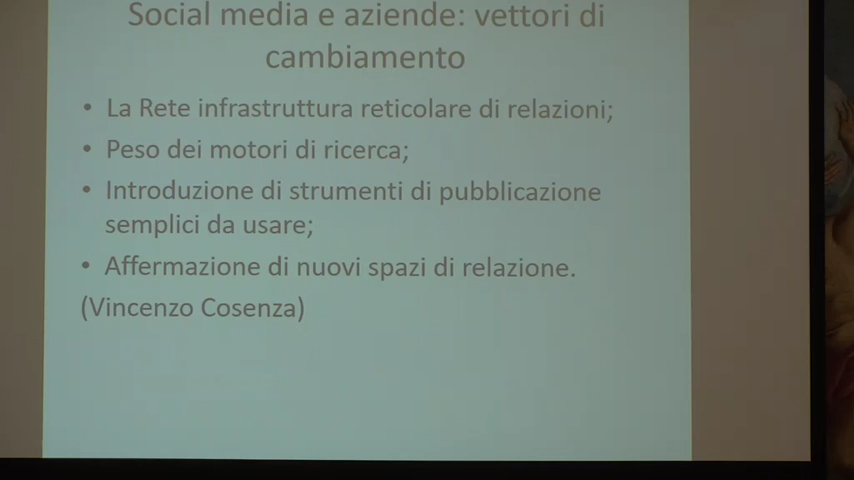 Social media e aziende: vettori di
cambiamento
• La Rete infrastruttura reticolare di relazioni;
• Peso dei motori di ricerca;
• Introduzione di strumenti di pubblicazione
semplici da usare;
• Affermazione di nuovi spazi di relazione.
(Vincenzo Cosenza)